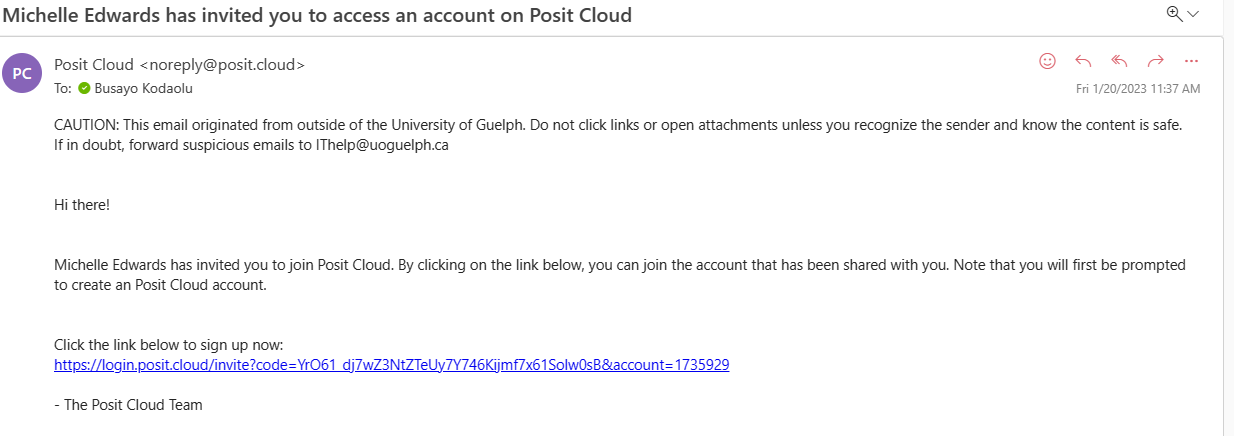 Michelle Edwards has invited you to access an account on Posit Cloud
PC
Posit Cloud <noreply@posit.cloud>
To: Busayo Kodaolu
Fri 1/20/2023 11:37 AM
CAUTION: This email originated from outside of the University of Guelph. Do not click links or open attachments unless you recognize the sender and know the content is safe.
If in doubt, forward suspicious emails to IThelp@uoguelph.ca
Hi there!
Michelle Edwards has invited you to join Posit Cloud. By clicking on the link below, you can join the account that has been shared with you. Note that you will first be prompted
to create an Posit Cloud account.
Click the link below to sign up now:
https://login.posit.cloud/invite?code=YrO61_dj7wZ3NtZTeUy7Y746Kijmf7x61Solw0sB&account=1735929
- The Posit Cloud Team